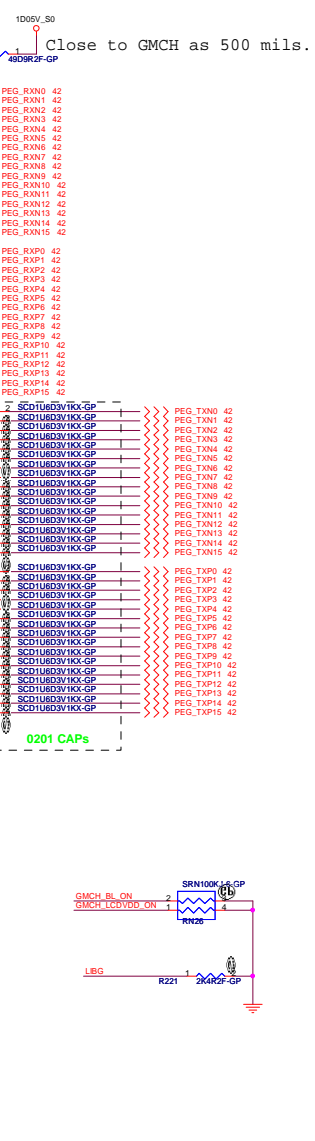 1D05V_S0
1 Close to GMCH as 500 mils.
49D9R2F-GP
PEG_RXN0 42
PEG_RXN1 42
PEG_RXN2 42
PEG_RXN3 42
PEG_RXN4 42
PEG_RXN5 42
PEG_RXN6 42
PEG_RXN7 42
PEG_RXN8 42
PEG_RXN9 42
PEG_RXN10 42
PEG_RXN11 42
PEG_RXN12 42
PEG_RXN13 42
PEG_RXN14 42
PEG_RXN15 42
PEG_RXP0 42
PEG_RXP1 42
PEG_RXP2 42
PEG_RXP3 42
PEG_RXP4 42
PEG_RXP5 42
PEG_RXP6 42
PEG_RXP7 42
PEG_RXP8 42
PEG_RXP9 42
PEG_RXP10 42
PEG_RXP11 42
PEG_RXP12 42
PEG_RXP13 42
PEG_RXP14 42
PEG_RXP15 42
2 SCD1U6D3V1KX-GP PEG_TXN0 42
SCD1U6D3V1KX-GP PEG_TXN1 42
SCD1U6D3V1KX-GP PEG_TXN2 42
SCD1U6D3V1KX-GP PEG_TXN3 42
SCD1U6D3V1KX-GP PEG_TXN4 42
SCD1U6D3V1KX-GP PEG_TXN5 42
SCD1U6D3V1KX-GP PEG_TXN6 42
SCD1U6D3V1KX-GP PEG_TXN7 42
SCD1U6D3V1KX-GP PEG_TXN8 42
SCD1U6D3V1KX-GP PEG_TXN9 42
SCD1U6D3V1KX-GP PEG_TXN10 42
SCD1U6D3V1KX-GP PEG_TXN11 42
SCD1U6D3V1KX-GP PEG_TXN12 42
SCD1U6D3V1KX-GP PEG_TXN13 42
SCD1U6D3V1KX-GP PEG_TXN14 42
SCD1U6D3V1KX-GP PEG_TXN15 42
SCD1U6D3V1KX-GP PEG_TXP0 42
SCD1U6D3V1KX-GP PEG_TXP1 42
SCD1U6D3V1KX-GP PEG_TXP2 42
SCD1U6D3V1KX-GP PEG_TXP3 42
SCD1U6D3V1KX-GP PEG_TXP4 42
SCD1U6D3V1KX-GP PEG_TXP5 42
SCD1U6D3V1KX-GP PEG_TXP6 42
SCD1U6D3V1KX-GP PEG_TXP7 42
SCD1U6D3V1KX-GP PEG_TXP8 42
SCD1U6D3V1KX-GP PEG_TXP9 42
SCD1U6D3V1KX-GP PEG_TXP10 42
SCD1U6D3V1KX-GP PEG_TXP11 42
SCD1U6D3V1KX-GP PEG_TXP12 42
SCD1U6D3V1KX-GP PEG_TXP13 42
SCD1U6D3V1KX-GP PEG_TXP14 42
SCD1U6D3V1KX-GP PEG_TXP15 42
0201 CAPs
GMCH_BL_ON 2
GMCH_LCDVDD_ON 1 4
RN26
LIBG 1
R221 2K4R2F-GP